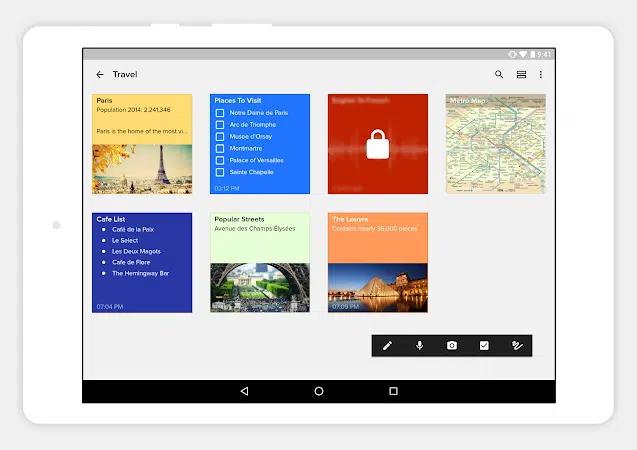 9:41
Travel
Paris
Population 2014: 2,241,346
Paris is the home of the most vi...
Places To Visit
Notre Dame de Paris
Arc de Triomphe
Musee d'Orsay
Montmartre
Palace of Versailles
Sainte Chapelle
03:12 PM
English To French
Metro Map
Cafe List
Café de la Paix
Le Select
Les Deux Magots
Cafe de Flore
The Hemingway Bar
07:04 PM
Popular Streets
Avenue des Champs-Élysées
The Louvre
Contains nearly 35,000 pieces
07:09 PM